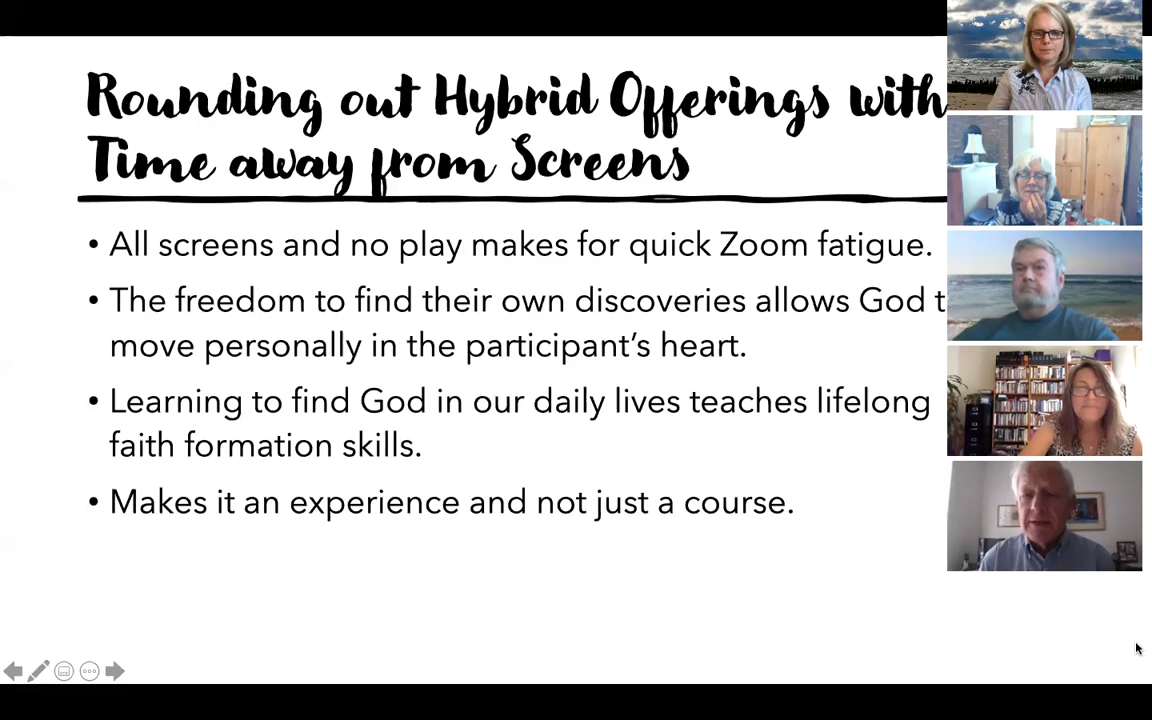 Rounding out Hybrid Offerings with
Time away from Screens
• All screens and no play makes for quick Zoom fatigue.
• The freedom to find their own discoveries allows God t
move personally in the participant's heart.
• Learning to find God in our daily lives teaches lifelong
faith formation skills.
• Makes it an experience and not just a course.